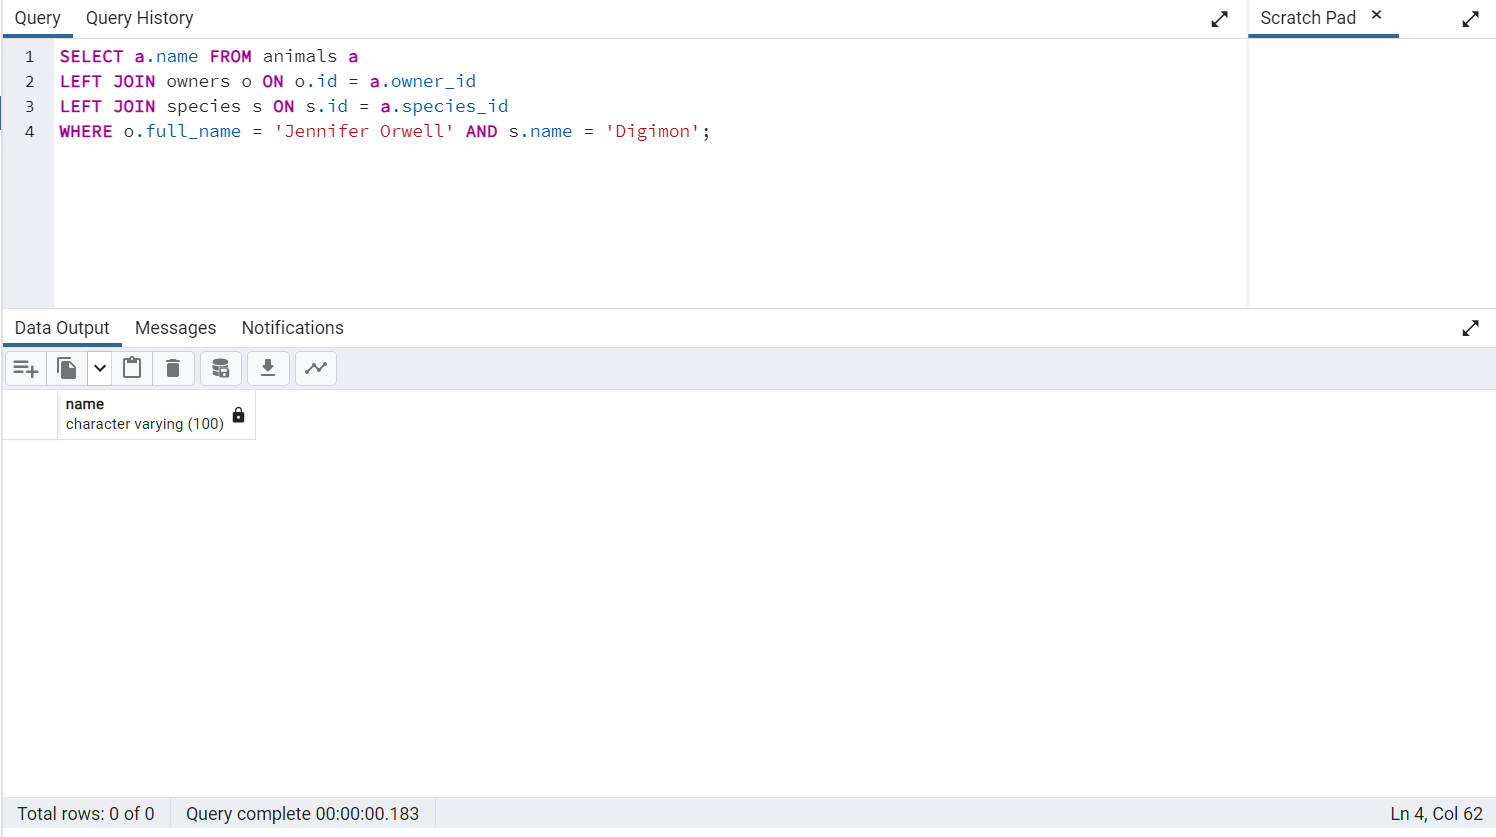 Query Query History Scratch Pad ×
1 SELECT a.name FROM animals a
2 LEFT JOIN owners o ON o.id = a.owner_id
3 LEFT JOIN species s ON s.id = a.species_id
4 WHERE o.full_name = 'Jennifer Orwell' AND s.name = 'Digimon';
Data Output Messages Notifications
name
character varying (100)
Total rows: 0 of 0 Query complete 00:00:00.183 Ln 4, Col 62